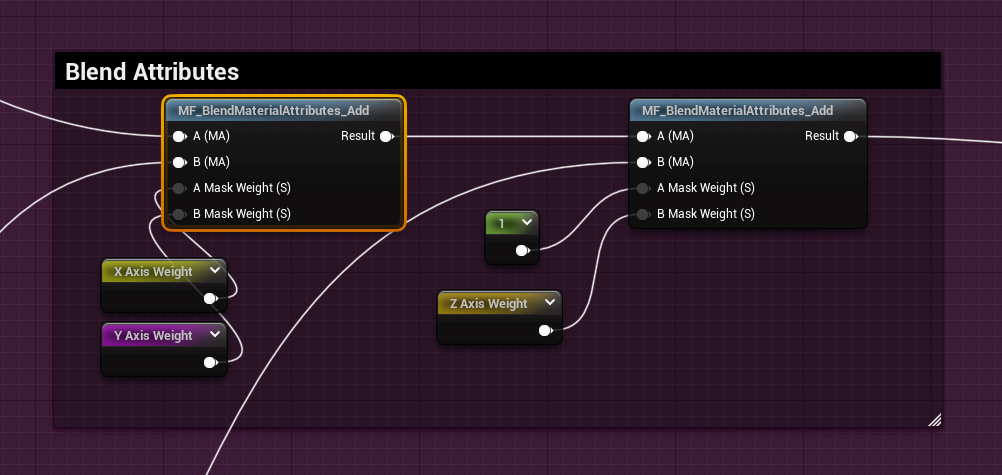 Blend Attributes
MF_BlendMaterialAttributes_Add
A (MA)
Result
B (MA)
A Mask Weight (S)
B Mask Weight (S)
X Axis Weight
Y Axis Weight
MF_BlendMaterialAttributes_Add
A (MA)
Result
B (MA)
A Mask Weight (S)
B Mask Weight (S)
1
Z Axis Weight